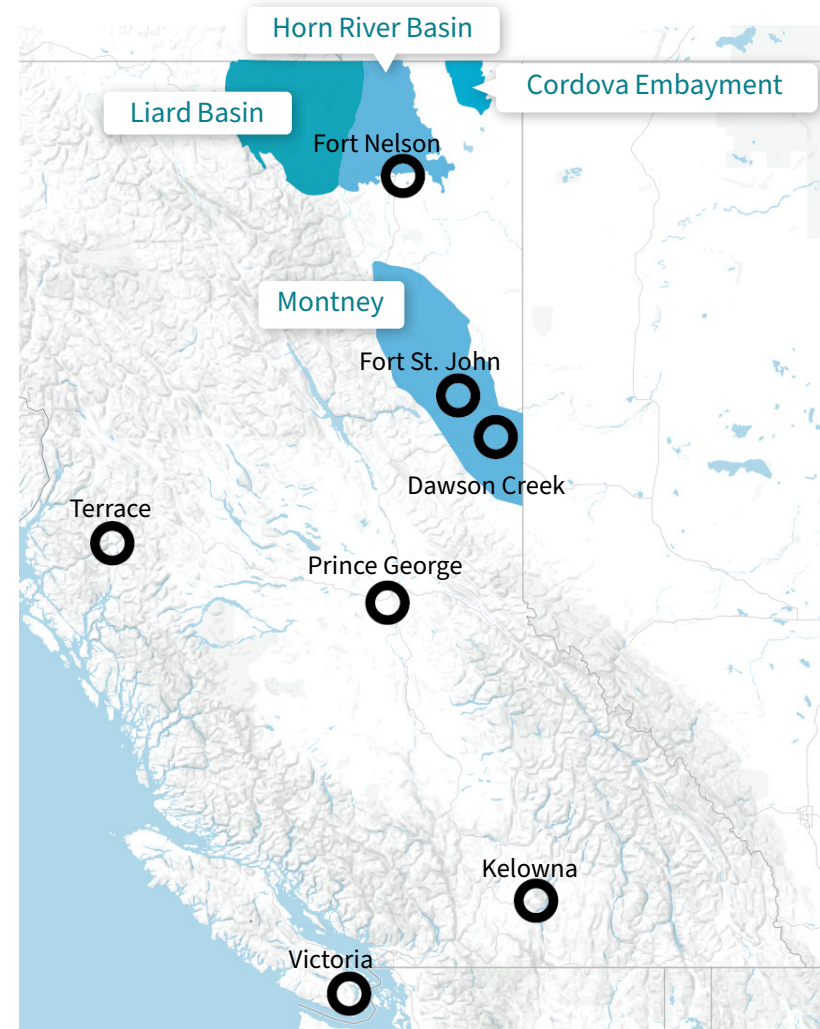 Horn River Basin
Cordova Embayment
Liard Basin
Fort Nelson
Montney
Fort St. John
Dawson Creek
Terrace
Prince George
Kelowna
Victoria